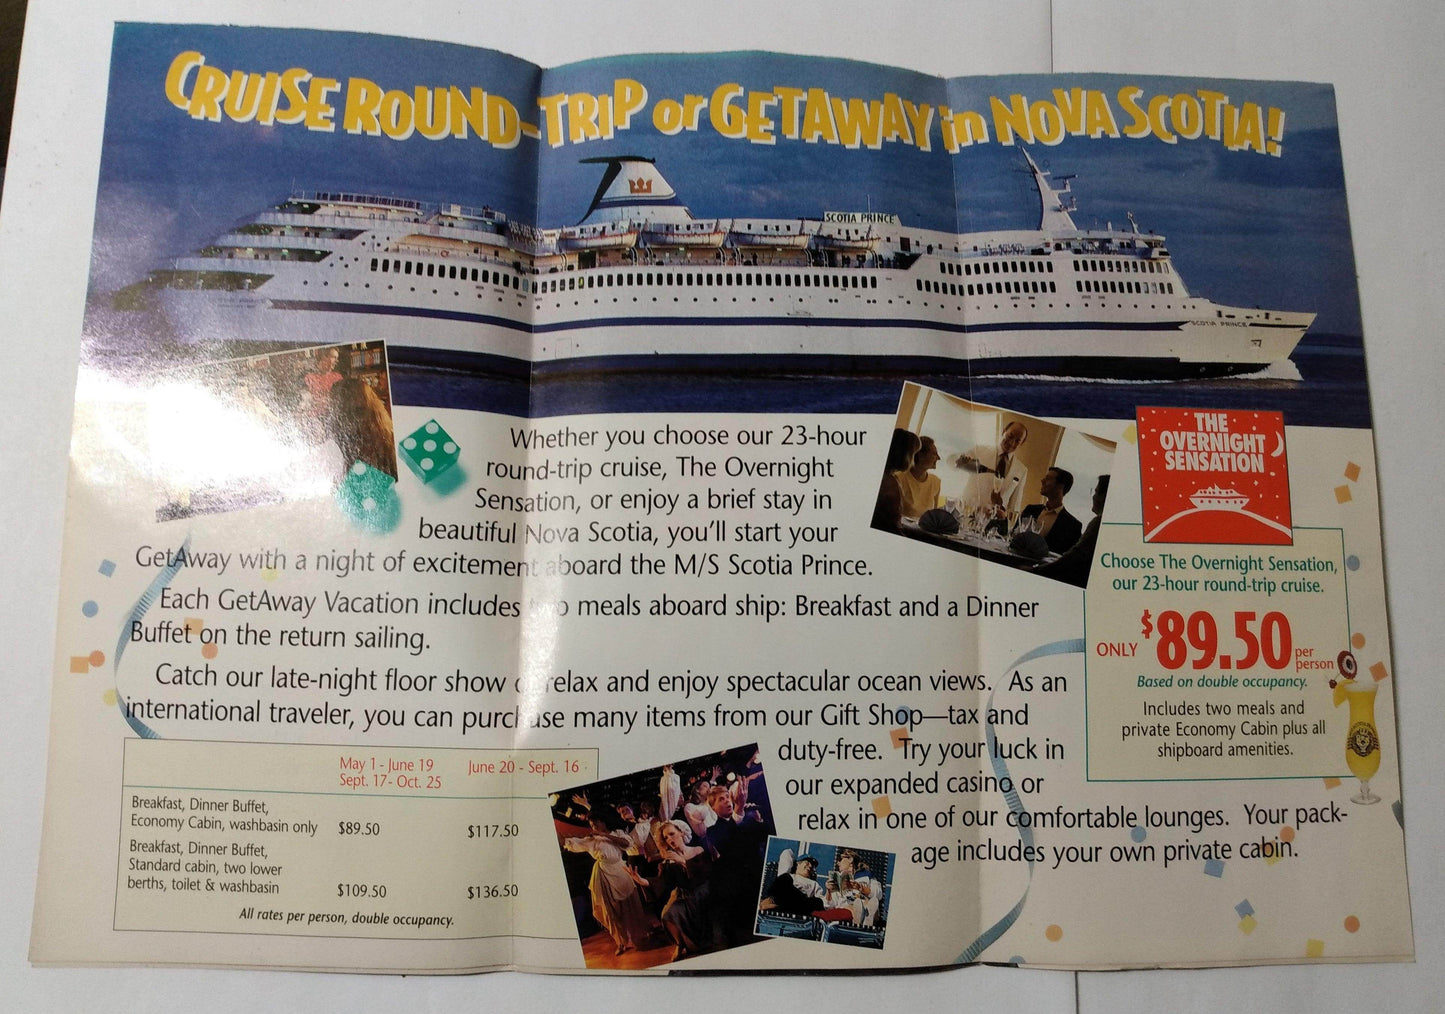 CRUISE ROUND-TRIP or GETAWAY in NOVA SCOTIA!
SCOTIA PRINCE
SCOTIA PRINCE
Whether you choose our 23-hour
round-trip cruise, The Overnight
Sensation, or enjoy a brief stay in
beautiful Nova Scotia, you'll start your
GetAway with a night of excitement aboard the M/S Scotia Prince.
Each GetAway Vacation includes two meals aboard ship: Breakfast and a Dinner
Buffet on the return sailing.
Catch our late-night floor show or relax and enjoy spectacular ocean views. As an
international traveler, you can purchase many items from our Gift Shop—tax and
duty-free. Try your luck in
our expanded casino or
relax in one of our comfortable lounges. Your pack-
age includes your own private cabin.
THE
OVERNIGHT
SENSATION
Choose The Overnight Sensation,
our 23-hour round-trip cruise.
ONLY $89.50 per person
Based on double occupancy.
Includes two meals and
private Economy Cabin plus all
shipboard amenities.
May 1 - June 19 June 20 - Sept. 16
Sept. 17- Oct. 25
Breakfast, Dinner Buffet,
Economy Cabin, washbasin only $89.50 $117.50
Breakfast, Dinner Buffet,
Standard cabin, two lower
berths, toilet & washbasin $109.50 $136.50
All rates per person, double occupancy.